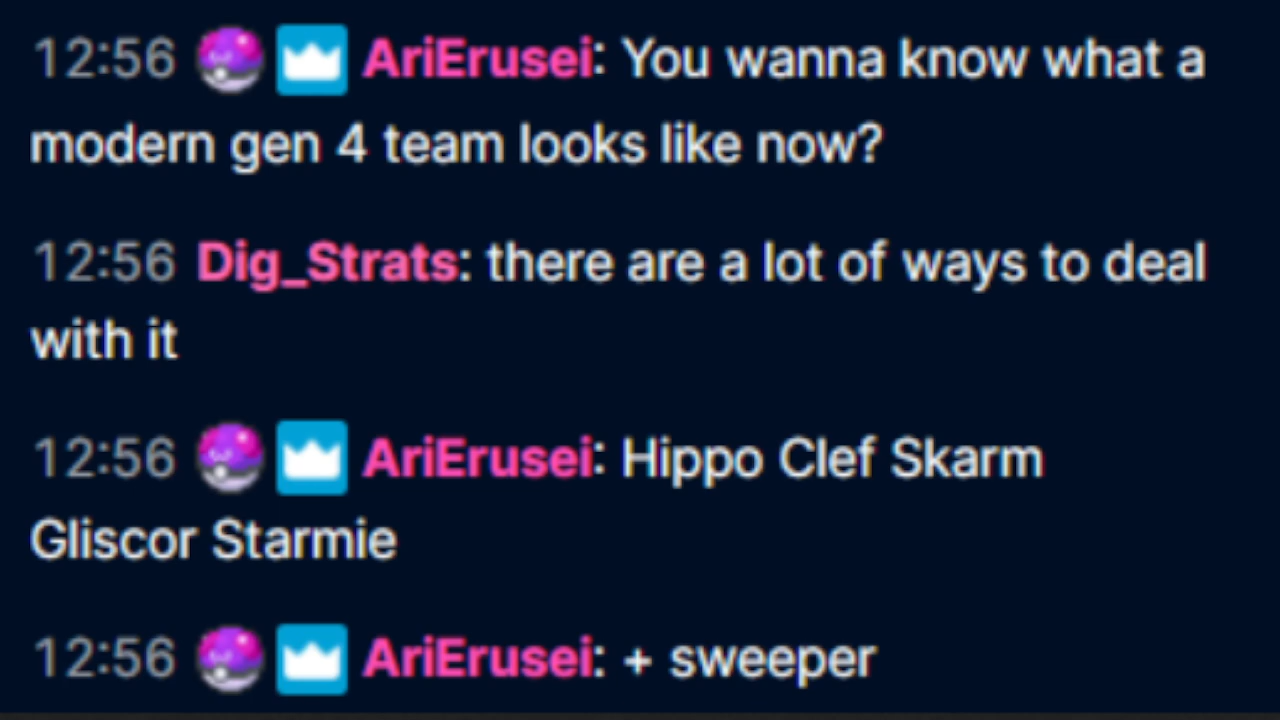 12:56 AriErusei: You wanna know what a
modern gen 4 team looks like now?
12:56 Dig_Strats: there are a lot of ways to deal
with it
12:56 AriErusei: Hippo Clef Skarm
Gliscor Starmie
12:56 AriErusei: + sweeper